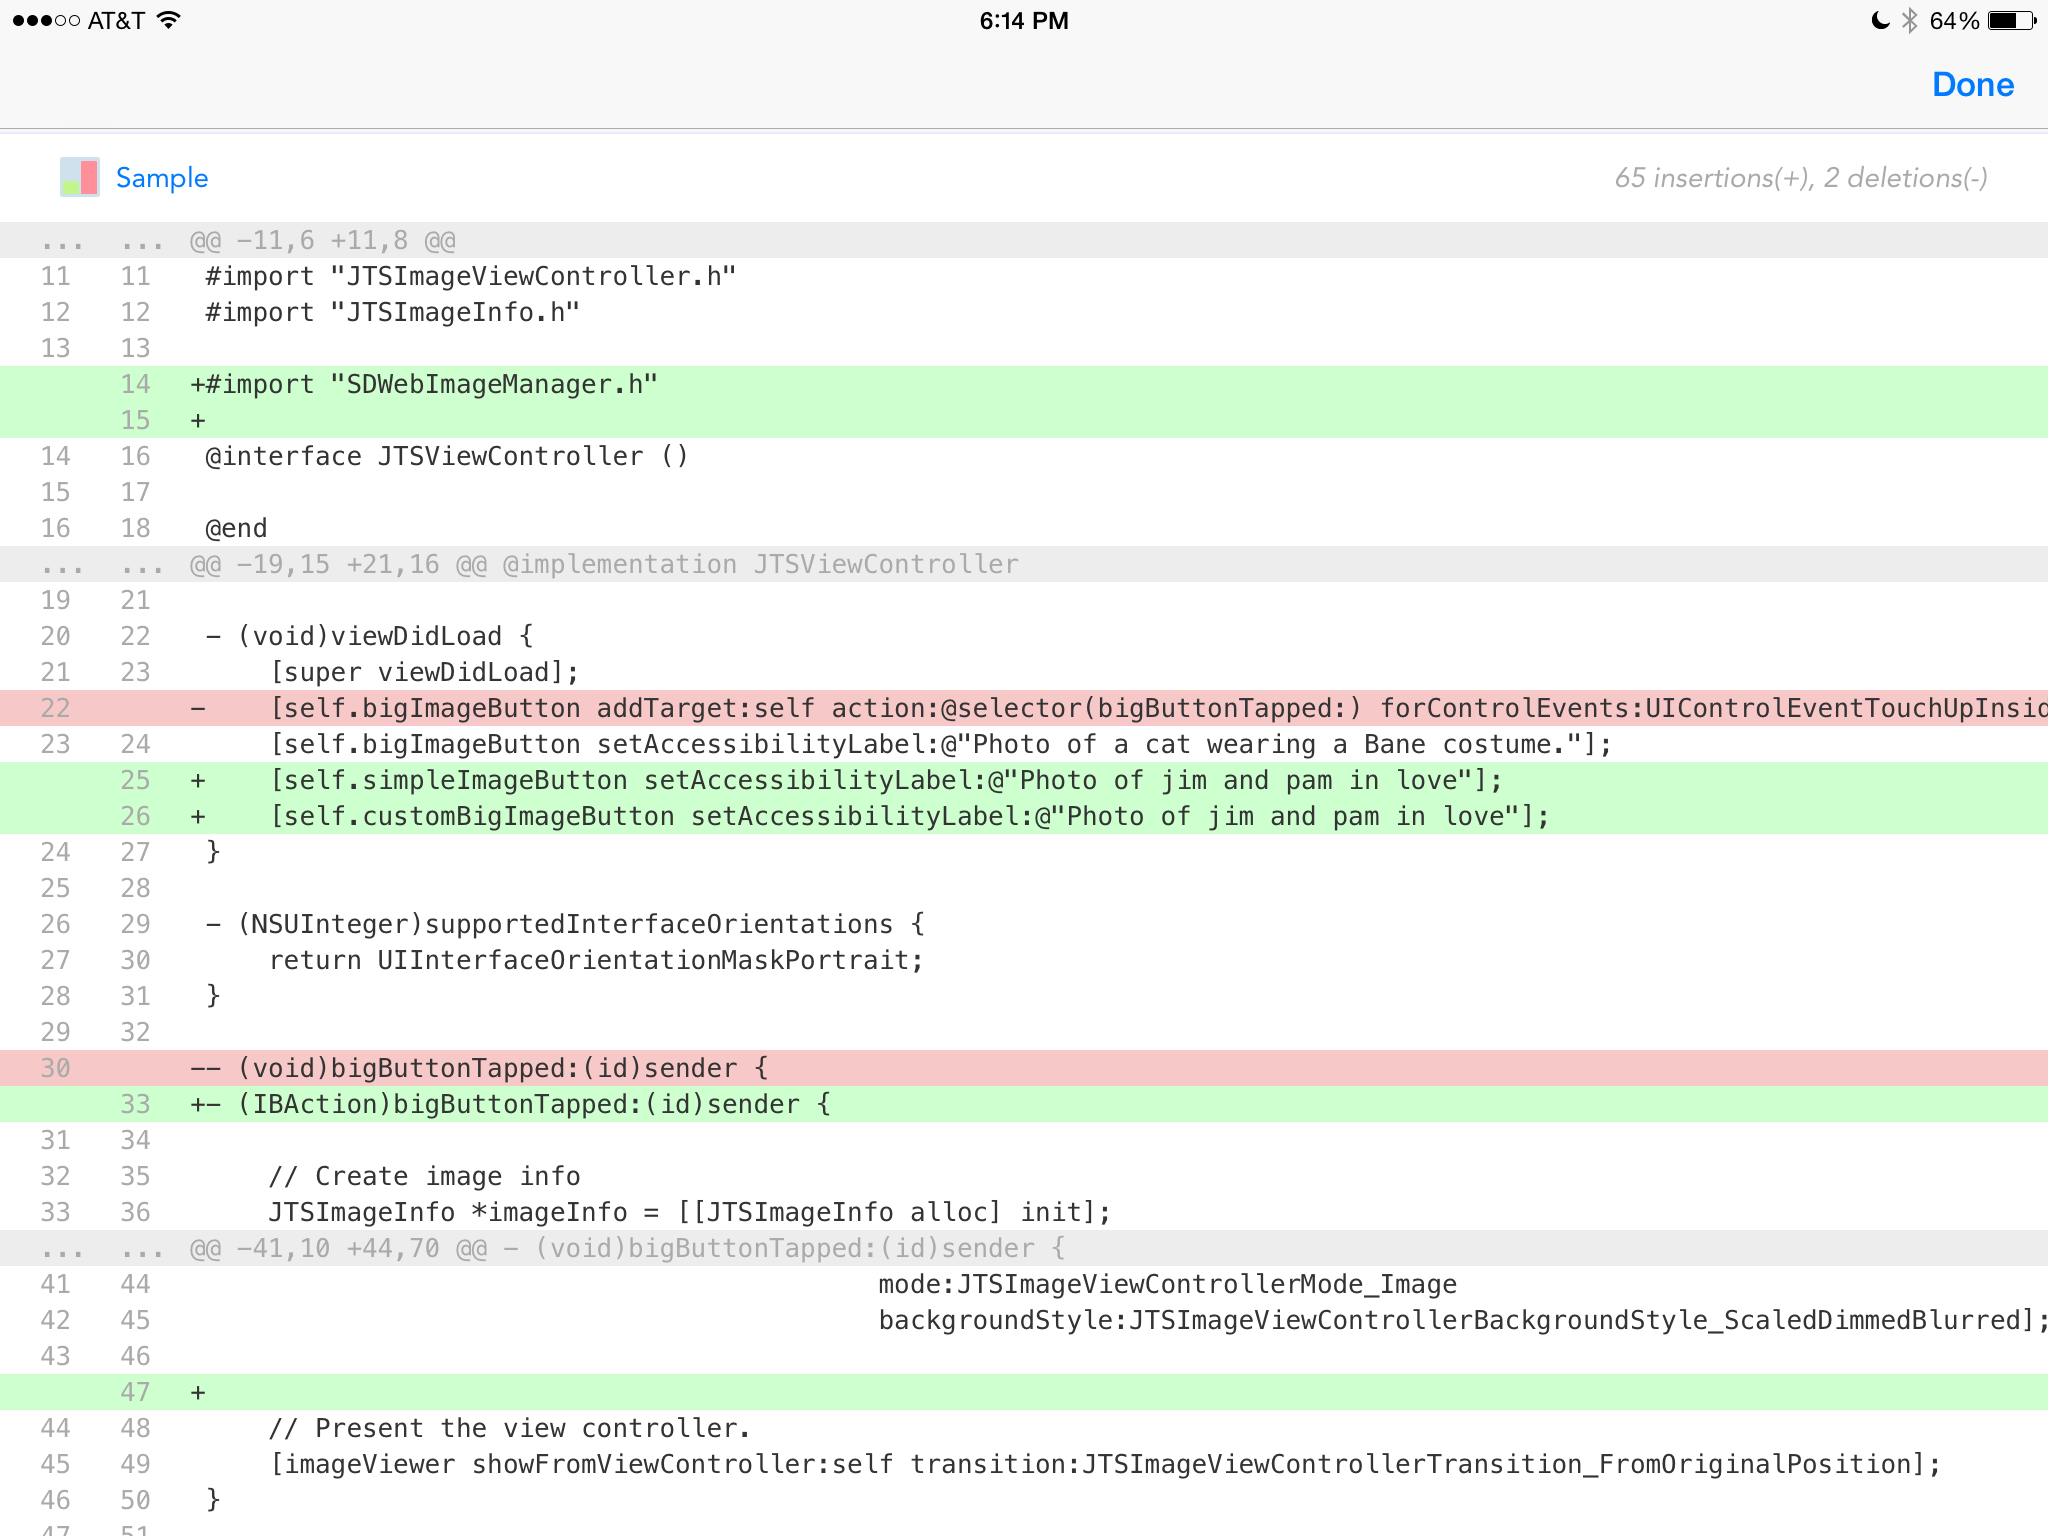 AT&T 6:14 PM 64%
Done
Sample 65 insertions(+), 2 deletions(-)
... ... @@ -11,6 +11,8 @@
11 11 #import "JTSImageViewController.h"
12 12 #import "JTSImageInfo.h"
13 13
14 +#import "SDWebImageManager.h"
15 +
14 16 @interface JTSViewController ()
15 17
16 18 @end
... ... @@ -19,15 +21,16 @@ @implementation JTSViewController
19 21
20 22 - (void)viewDidLoad {
21 23 [super viewDidLoad];
22 - [self.bigImageButton addTarget:self action:@selector(bigButtonTapped:) forControlEvents:UIControlEventTouchUpInsid
23 24 [self.bigImageButton setAccessibilityLabel:@"Photo of a cat wearing a Bane costume."];
25 + [self.simpleImageButton setAccessibilityLabel:@"Photo of jim and pam in love"];
26 + [self.customBigImageButton setAccessibilityLabel:@"Photo of jim and pam in love"];
24 27 }
25 28
26 29 - (NSUInteger)supportedInterfaceOrientations {
27 30 return UIInterfaceOrientationMaskPortrait;
28 31 }
29 32
30 -- (void)bigButtonTapped:(id)sender {
33 +- (IBAction)bigButtonTapped:(id)sender {
31 34
32 35 // Create image info
33 36 JTSImageInfo *imageInfo = [[JTSImageInfo alloc] init];
... ... @@ -41,10 +44,70 @@ - (void)bigButtonTapped:(id)sender {
41 44 mode:JTSImageViewControllerMode_Image
42 45 backgroundStyle:JTSImageViewControllerBackgroundStyle_ScaledDimmedBlurred];
43 46
47 +
44 48 // Present the view controller.
45 49 [imageViewer showFromViewController:self transition:JTSImageViewControllerTransition_FromOriginalPosition];
46 50 }
47 51